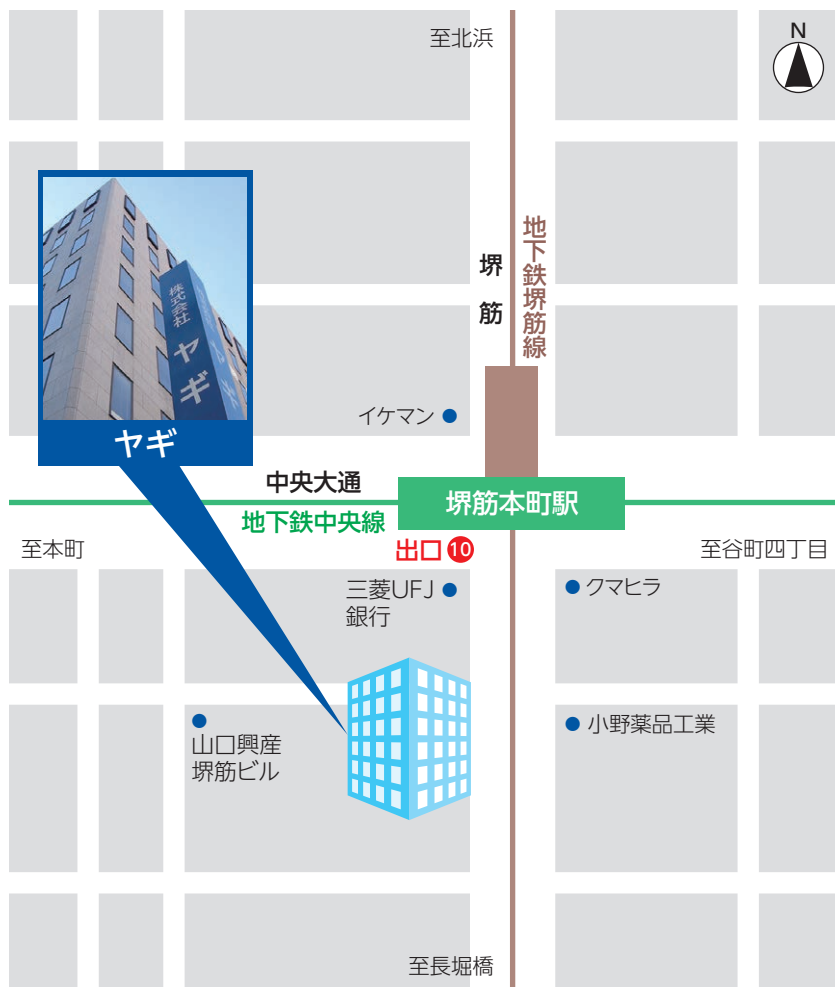 至北浜
N
堺筋
地下鉄堺筋線
株式会社 ヤギ
イケマン
ヤギ
中央大通
堺筋本町駅
地下鉄中央線
至本町
出口 10
至谷町四丁目
三菱UFJ
銀行
クマヒラ
山口興産
堺筋ビル
小野薬品工業
至長堀橋